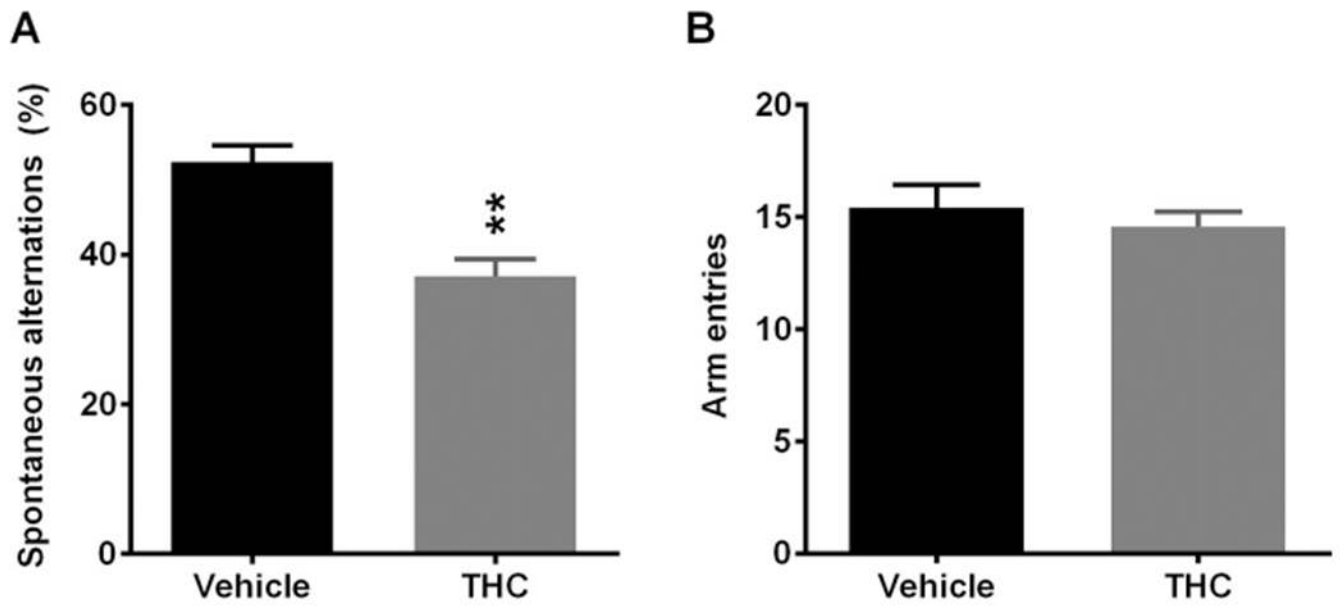 A
Spontaneous alternations (%)
60
40
20
0
**
Vehicle
THC
B
Arm entries
20
15
10
5
0
Vehicle
THC